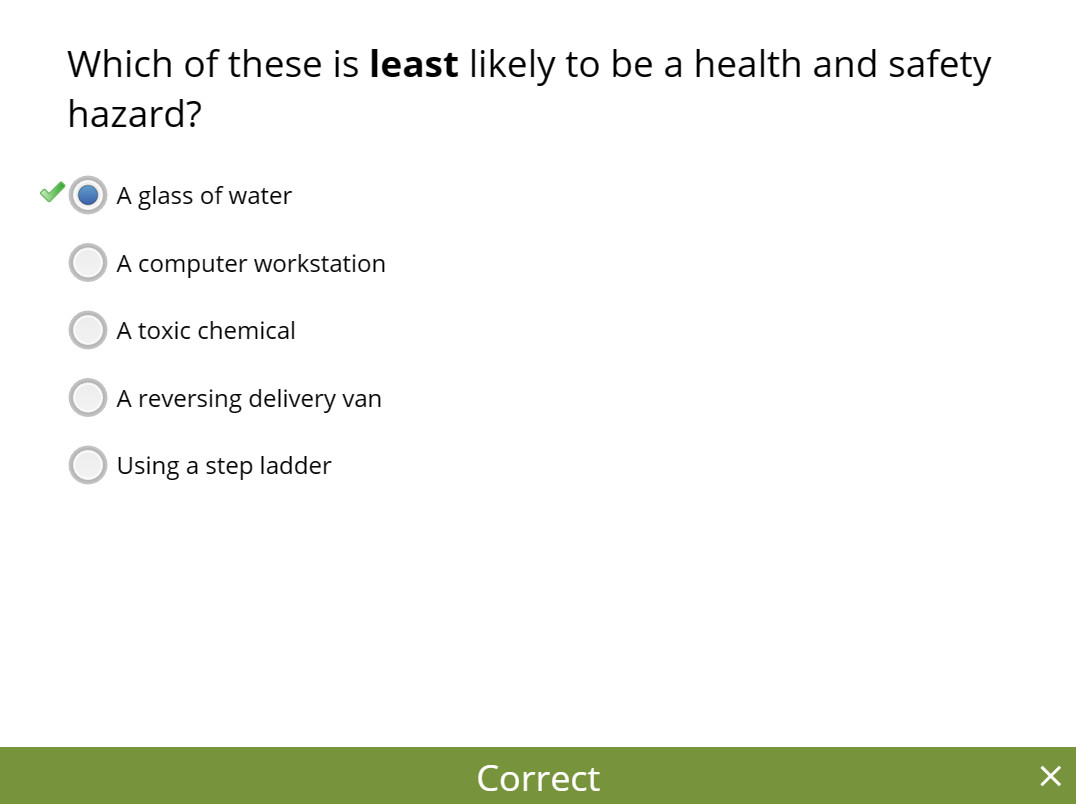 Which of these is least likely to be a health and safety
hazard?
A glass of water
A computer workstation
A toxic chemical
A reversing delivery van
Using a step ladder
Correct